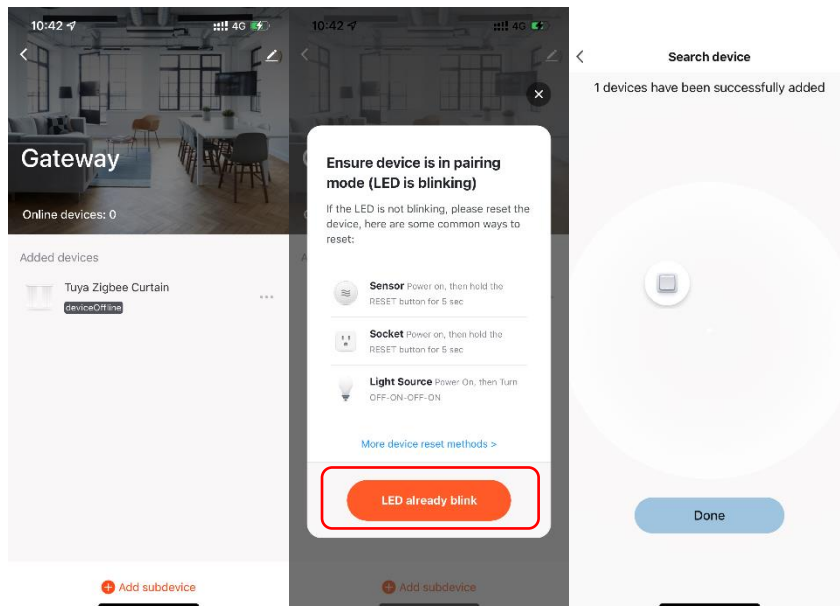 10:42
4G
Gateway
Online devices: 0
Added devices
Tuya Zigbee Curtain
deviceOffline
Add subdevice
10:42
4G
Ensure device is in pairing
mode (LED is blinking)
If the LED is not blinking, please reset the
device, here are some common ways to
reset:
Sensor Power on, then hold the
RESET button for 5 sec
Socket Power on, then hold the
RESET button for 5 sec
Light Source Power On, then Turn
OFF-ON-OFF-ON
More device reset methods >
LED already blink
Add subdevice
Search device
1 devices have been successfully added
Done